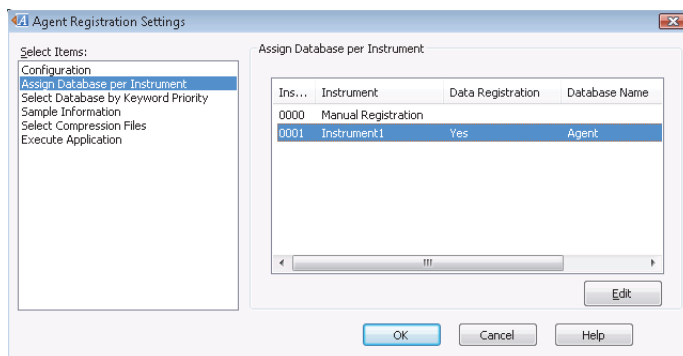 Agent Registration Settings
Select Items:
Configuration
Assign Database per Instrument
Select Database by Keyword Priority
Sample Information
Select Compression Files
Execute Application
Assign Database per Instrument
Ins... Instrument Data Registration Database Name
0000 Manual Registration
0001 Instrument1 Yes Agent
Edit
OK Cancel Help